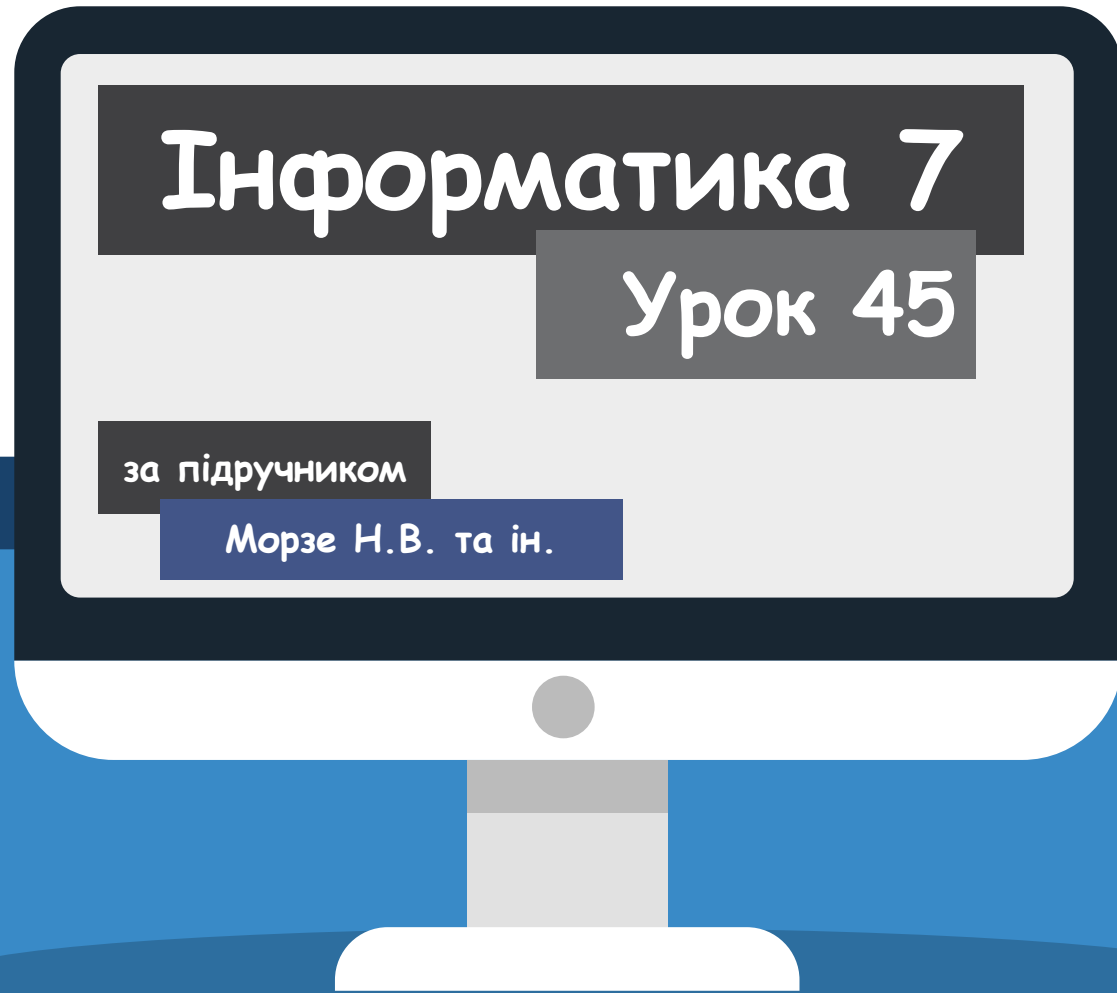 Інформатика 7
Урок 45
за підручником
Морзе Н.В. та ін.